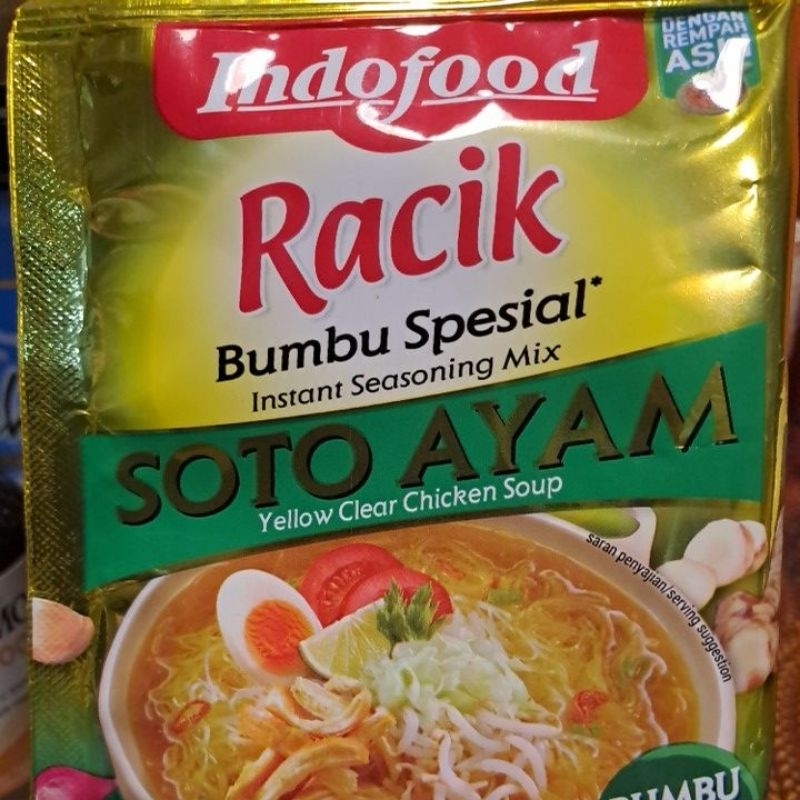 Indofood
DENGAN
REMPAH
ASLI
Racik
Bumbu Spesial*
Instant Seasoning Mix
SOTO AYAM
Yellow Clear Chicken Soup
saran penyajian/serving suggestion
BUMBU